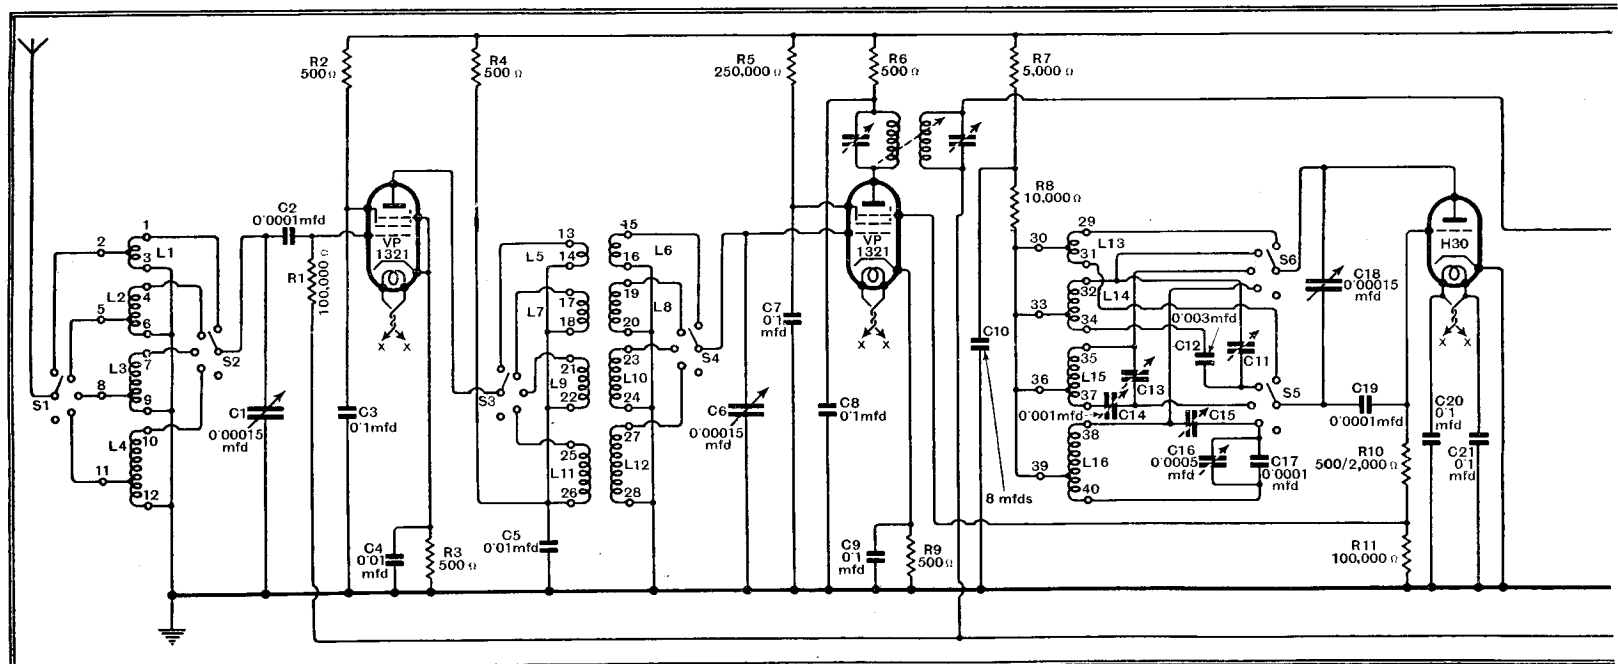 R2
500 Ω
R4
500 Ω
R5
250,000 Ω
R6
500 Ω
R7
5,000 Ω
R8
10,000 Ω
C2
0·0001mfd
R1
100,000 Ω
VP
1321
X X
VP
1321
X X
H30
X X
1
2
L1
3
L2
4
5
6
L3
7
8
9
L4
10
11
12
S1
S2
C1
0·00015
mfd
C3
0·1mfd
C4
0·01
mfd
R3
500 Ω
S3
13
L5
14
17
L7
18
21
L9
22
25
L11
26
C5
0·01mfd
15
L6
16
19
L8
20
23
L10
24
27
L12
28
S4
C6
0·00015
mfd
C7
0·1
mfd
C8
0·1mfd
C9
0·1
mfd
R9
500 Ω
C10
8 mfds
29
30
L13
31
32
33
L14
34
35
36
L15
37
38
39
L16
40
0·003mfd
C12
C11
C13
0·001mfd
C14
C15
C16
0·0005
mfd
C17
0·0001
mfd
S6
S5
C18
0·00015
mfd
C19
0·0001mfd
R10
500/2,000 Ω
R11
100,000 Ω
C20
0·1
mfd
C21
0·1
mfd